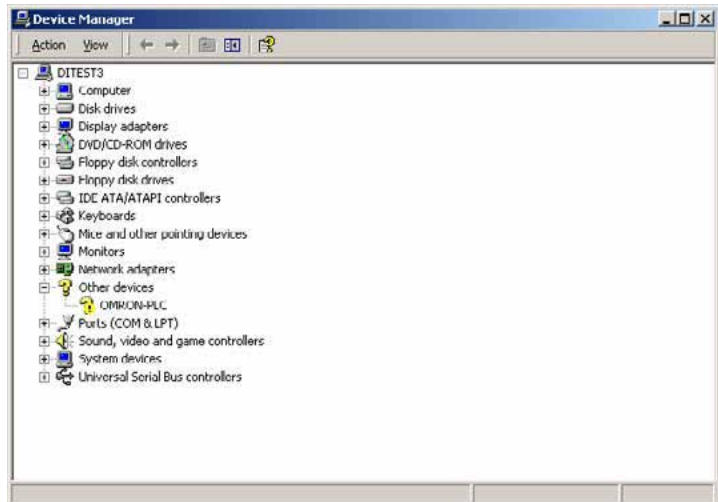 Device Manager
Action View
DITEST3
Computer
Disk drives
Display adapters
DVD/CD-ROM drives
Floppy disk controllers
Floppy disk drives
IDE ATA/ATAPI controllers
Keyboards
Mice and other pointing devices
Monitors
Network adapters
Other devices
OMRON-PLC
Ports (COM & LPT)
Sound, video and game controllers
System devices
Universal Serial Bus controllers